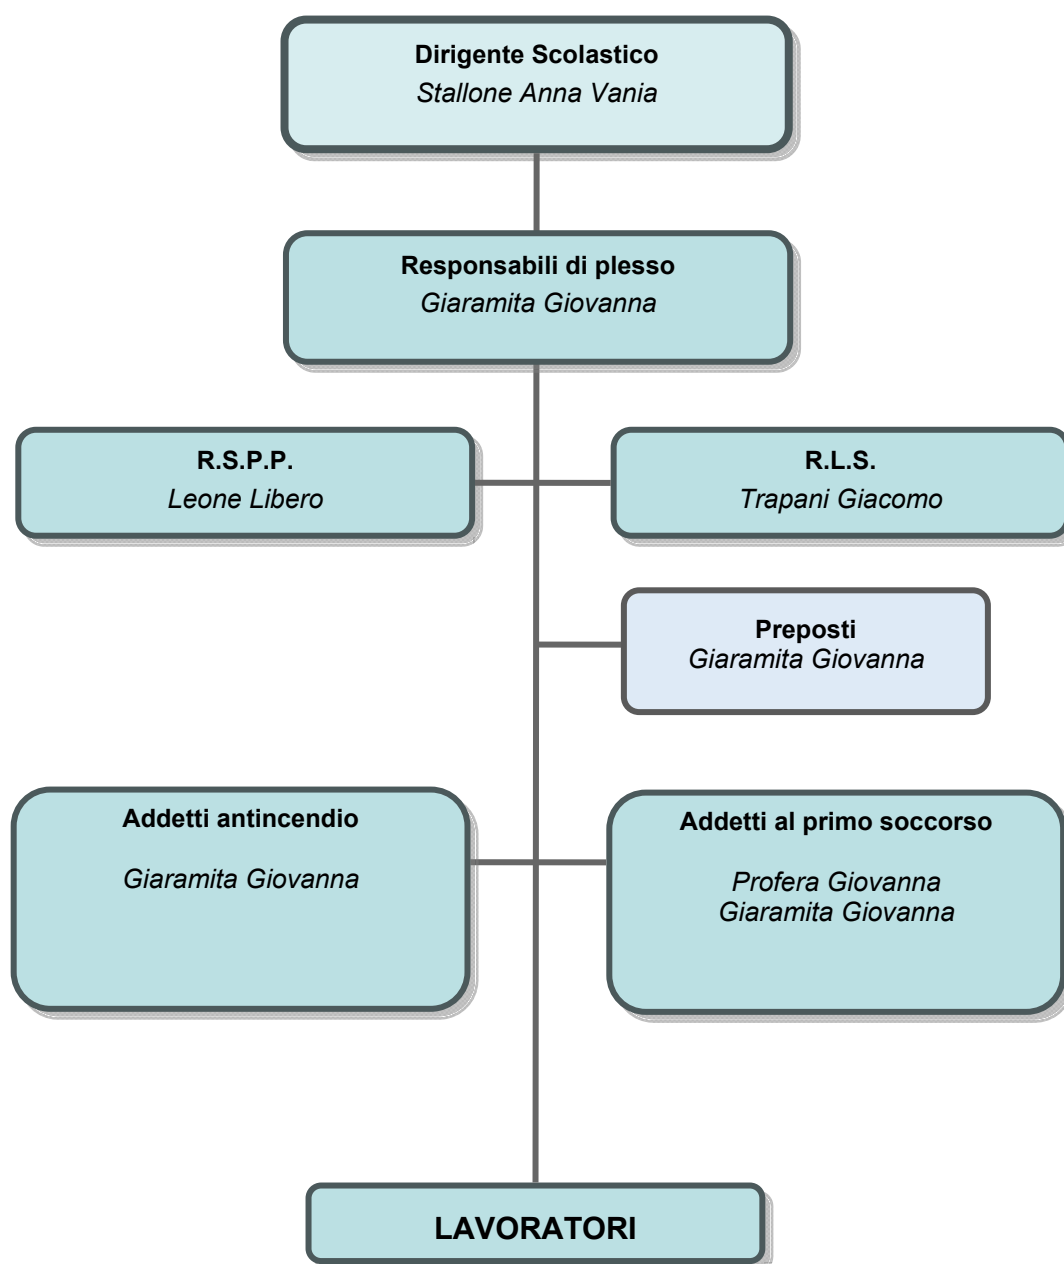 Dirigente Scolastico
Stallone Anna Vania
Responsabili di plesso
Giaramita Giovanna
R.S.P.P.
Leone Libero
R.L.S.
Trapani Giacomo
Preposti
Giaramita Giovanna
Addetti antincendio
Giaramita Giovanna
Addetti al primo soccorso
Profera Giovanna
Giaramita Giovanna
LAVORATORI